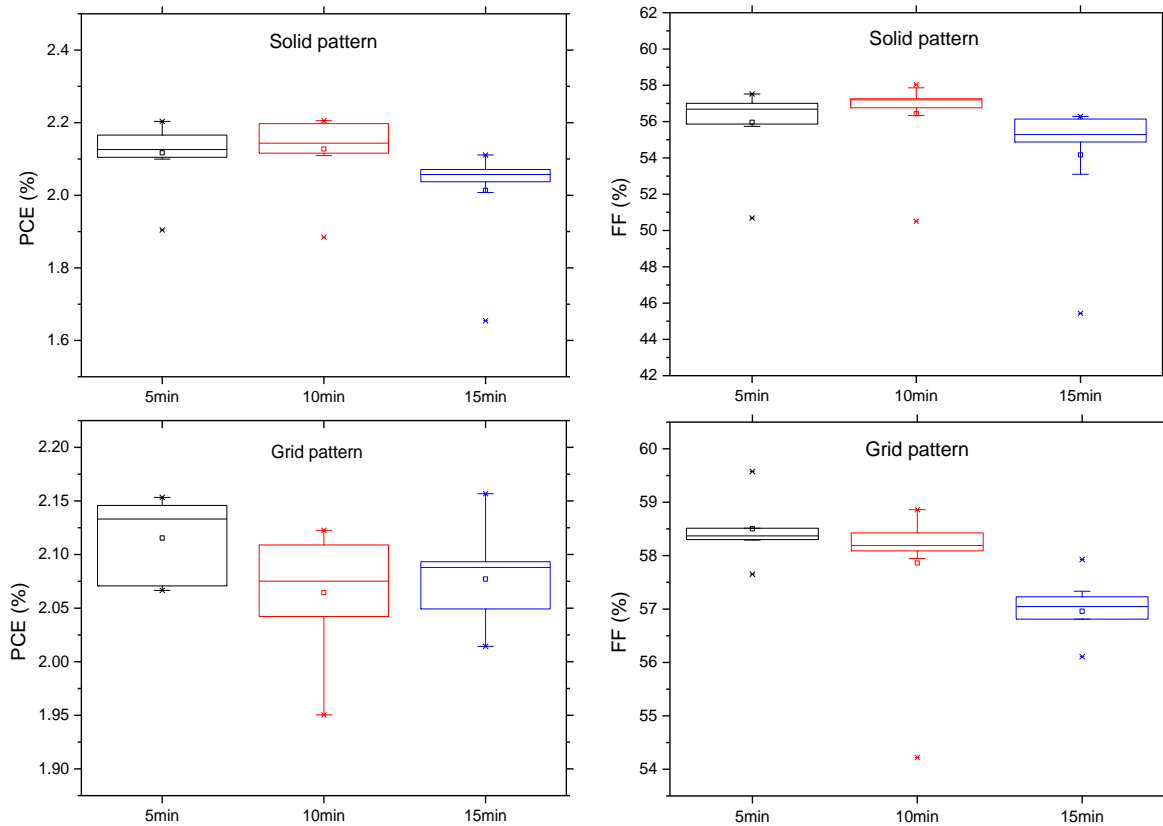 Solid pattern
PCE (%)
2.4
2.2
2.0
1.8
1.6
5min 10min 15min
Solid pattern
FF (%)
62
60
58
56
54
52
50
48
46
44
42
5min 10min 15min
Grid pattern
PCE (%)
2.20
2.15
2.10
2.05
2.00
1.95
1.90
5min 10min 15min
Grid pattern
FF (%)
60
59
58
57
56
55
54
5min 10min 15min